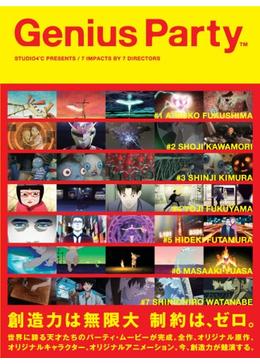 Genius Party™
STUDIO4°C PRESENTS / 7 IMPACTS BY 7 DIRECTORS
#1 ATSUKO FUKUSHIMA
#2 SHOJI KAWAMORI
#3 SHINJI KIMURA
#4 YOJI FUKUYAMA
#5 HIDEKI FUTAMURA
#6 MASAAKI YUASA
#7 SHINICHIRO WATANABE
創造力は無限大 制約は、ゼロ。
世界に誇る天才たちのパーティ・ムービーが完成。全作、オリジナル原作、
オリジナルキャラクター、オリジナルアニメーション。今、創造力が競演する。